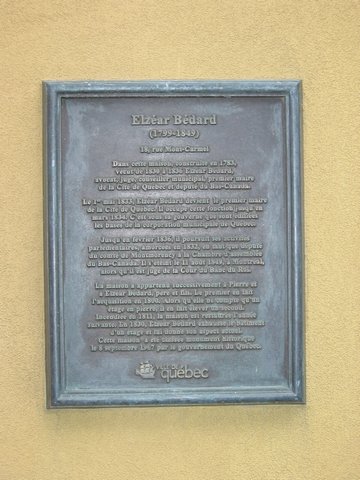 Elzéar Bédard
(1799-1849)
18, rue Mont-Carmel
Dans cette maison, construite en 1783,
vécut de 1830 à 1836 Elzéar Bédard,
avocat, juge, conseiller municipal, premier maire
de la Cité de Québec et député du Bas-Canada.
Le 1er mai 1833, Elzéar Bédard devient le premier maire
de la Cité de Québec. Il occupe cette fonction jusqu'en
mars 1834. C'est sous sa gouverne que sont édifiées
les bases de la corporation municipale de Québec.
Jusqu'en février 1836, il poursuit ses activités
parlementaires, amorcées en 1832, en tant que député
du comté de Montmorency à la Chambre d'assemblée
du Bas-Canada. Il meurt le 11 août 1849, à Montréal,
alors qu'il est juge de la Cour du Banc du Roi.
La maison a appartenu successivement à Pierre et
à Elzéar Bédard, père et fils. Le premier en fait
l'acquisition en 1800. Alors qu'elle ne compte qu'un
étage en pierre, il en fait élever un second.
Incendiée en 1811, la maison est restaurée l'année
suivante. En 1830, Elzéar Bédard exhausse le bâtiment
d'un étage et lui donne son aspect actuel.
Cette maison a été classée monument historique
le 8 septembre 1967 par le gouvernement du Québec.
VILLE DE
québec